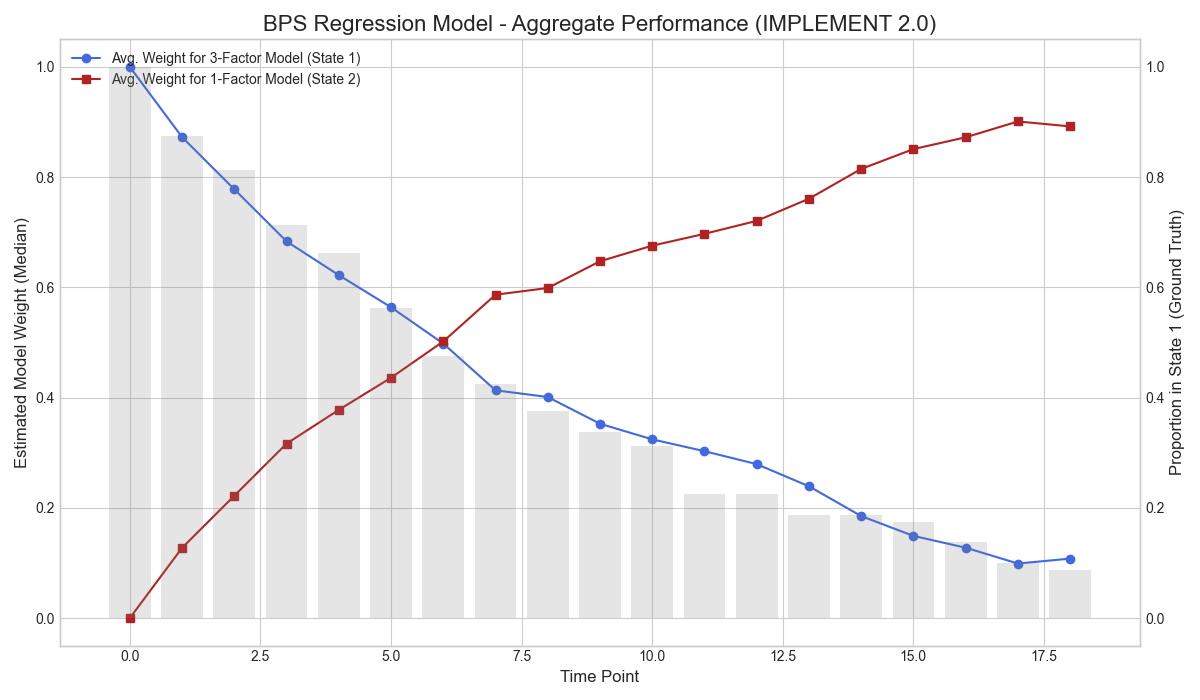 BPS Regression Model - Aggregate Performance (IMPLEMENT 2.0)
Avg. Weight for 3-Factor Model (State 1)
Avg. Weight for 1-Factor Model (State 2)
Estimated Model Weight (Median)
1.0
0.8
0.6
0.4
0.2
0.0
1.0
0.8
0.6
0.4
0.2
0.0
Proportion in State 1 (Ground Truth)
0.0 2.5 5.0 7.5 10.0 12.5 15.0 17.5
Time Point